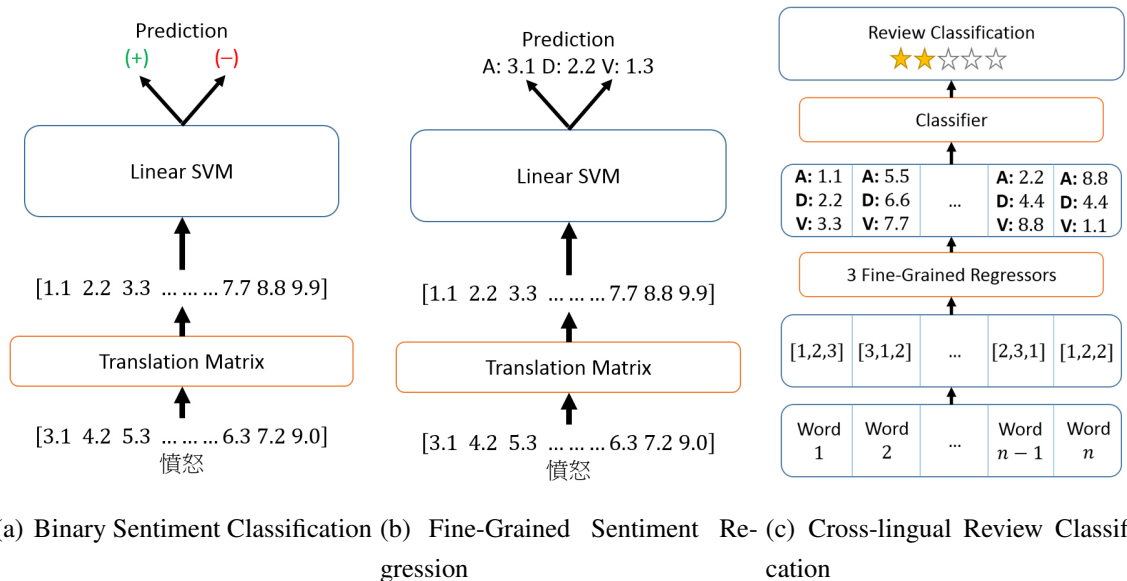 Prediction
(+) (−)
Linear SVM
[1.1 2.2 3.3 ... ... ... 7.7 8.8 9.9]
Translation Matrix
[3.1 4.2 5.3 ... ... ... 6.3 7.2 9.0]
憤怒
Prediction
A: 3.1 D: 2.2 V: 1.3
Linear SVM
[1.1 2.2 3.3 ... ... ... 7.7 8.8 9.9]
Translation Matrix
[3.1 4.2 5.3 ... ... ... 6.3 7.2 9.0]
憤怒
Review Classification
Classifier
A: 1.1 A: 5.5 A: 2.2 A: 8.8
D: 2.2 D: 6.6 ... D: 4.4 D: 4.4
V: 3.3 V: 7.7 V: 8.8 V: 1.1
3 Fine-Grained Regressors
[1,2,3] [3,1,2] ... [2,3,1] [1,2,2]
Word Word Word Word
1 2 ... n − 1 n
a) Binary Sentiment Classification
(b) Fine-Grained Sentiment Re-
gression
(c) Cross-lingual Review Classif
cation